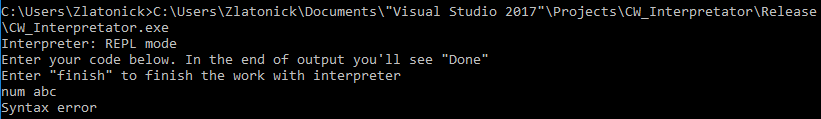 C:\Users\Zlatonick>C:\Users\Zlatonick\Documents\"Visual Studio 2017"\Projects\CW_Interpretator\Release
\CW_Interpretator.exe
Interpreter: REPL mode
Enter your code below. In the end of output you'll see "Done"
Enter "finish" to finish the work with interpreter
num abc
Syntax error